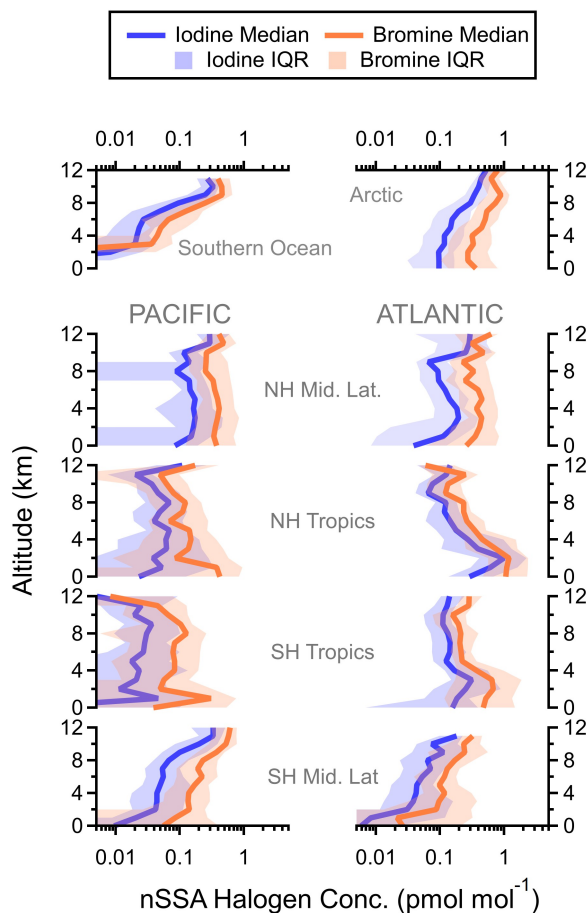 Iodine Median Bromine Median
Iodine IQR Bromine IQR
0.01 0.1 1 0.01 0.1 1
12 12
8 Arctic 8
4 Southern Ocean 4
0 0
PACIFIC ATLANTIC
12 12
8 8
NH Mid. Lat.
4 4
0 0
12 12
8 8
NH Tropics
4 4
0 0
12 12
8 8
SH Tropics
4 4
0 0
12 12
8 8
SH Mid. Lat
4 4
0 0
0.01 0.1 1 0.01 0.1 1
Altitude (km)
nSSA Halogen Conc. (pmol mol⁻¹)